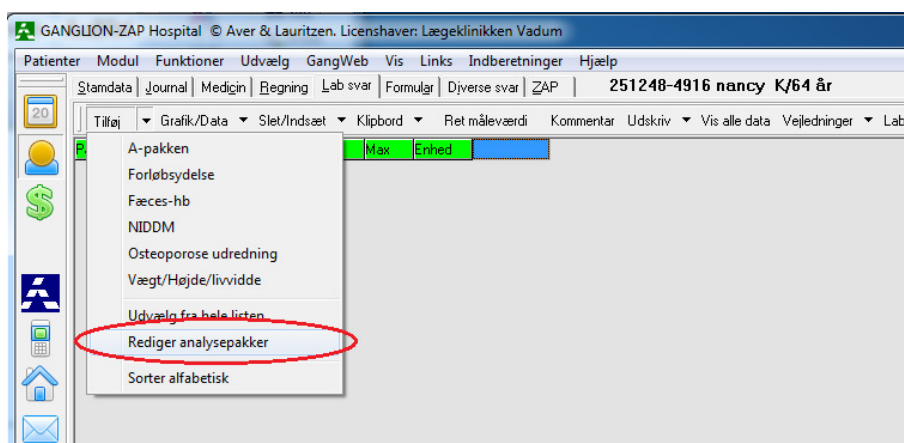 GANGLION-ZAP Hospital © Aver & Lauritzen. Licenshaver: Lægeklinikken Vadum
Patienter Modul Funktioner Udvælg GangWeb Vis Links Indberetninger Hjælp
Stamdata Journal Medicin Regning Lab svar Formular Diverse svar ZAP 251248-4916 nancy K/64 år
20
Tilføj Grafik/Data Slet/Indsæt Klipbord Ret måleværdi Kommentar Udskriv Vis alle data Vejledninger Lab
Max Enhed
A-pakken
Forløbsydelse
Fæces-hb
NIDDM
Osteoporose udredning
Vægt/Højde/livvidde
Udvælg fra hele listen
Rediger analysepakker
Sorter alfabetisk